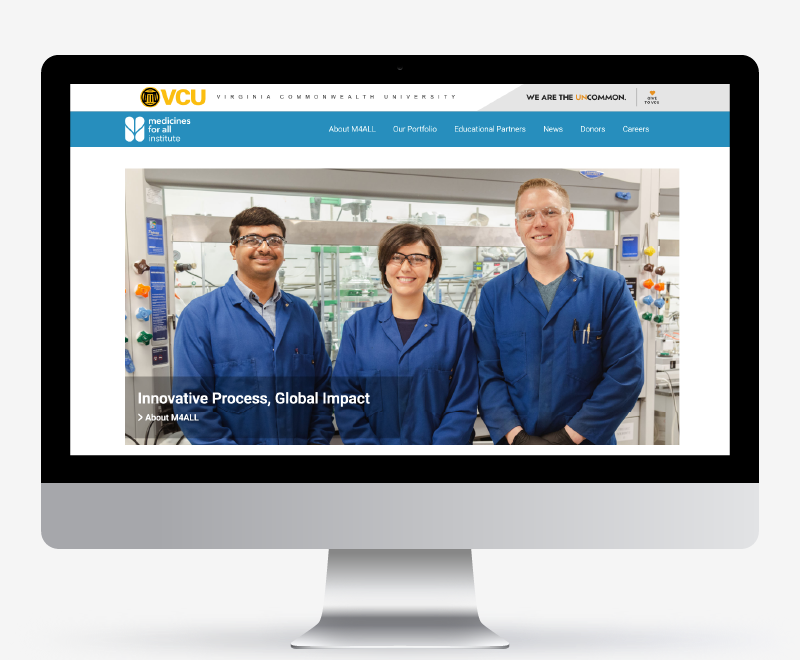 VCU VIRGINIA COMMONWEALTH UNIVERSITY WE ARE THE UNCOMMON. GIVE
TO VCU
medicines
for all
institute
About M4ALL Our Portfolio Educational Partners News Donors Careers
Innovative Process, Global Impact
> About M4ALL